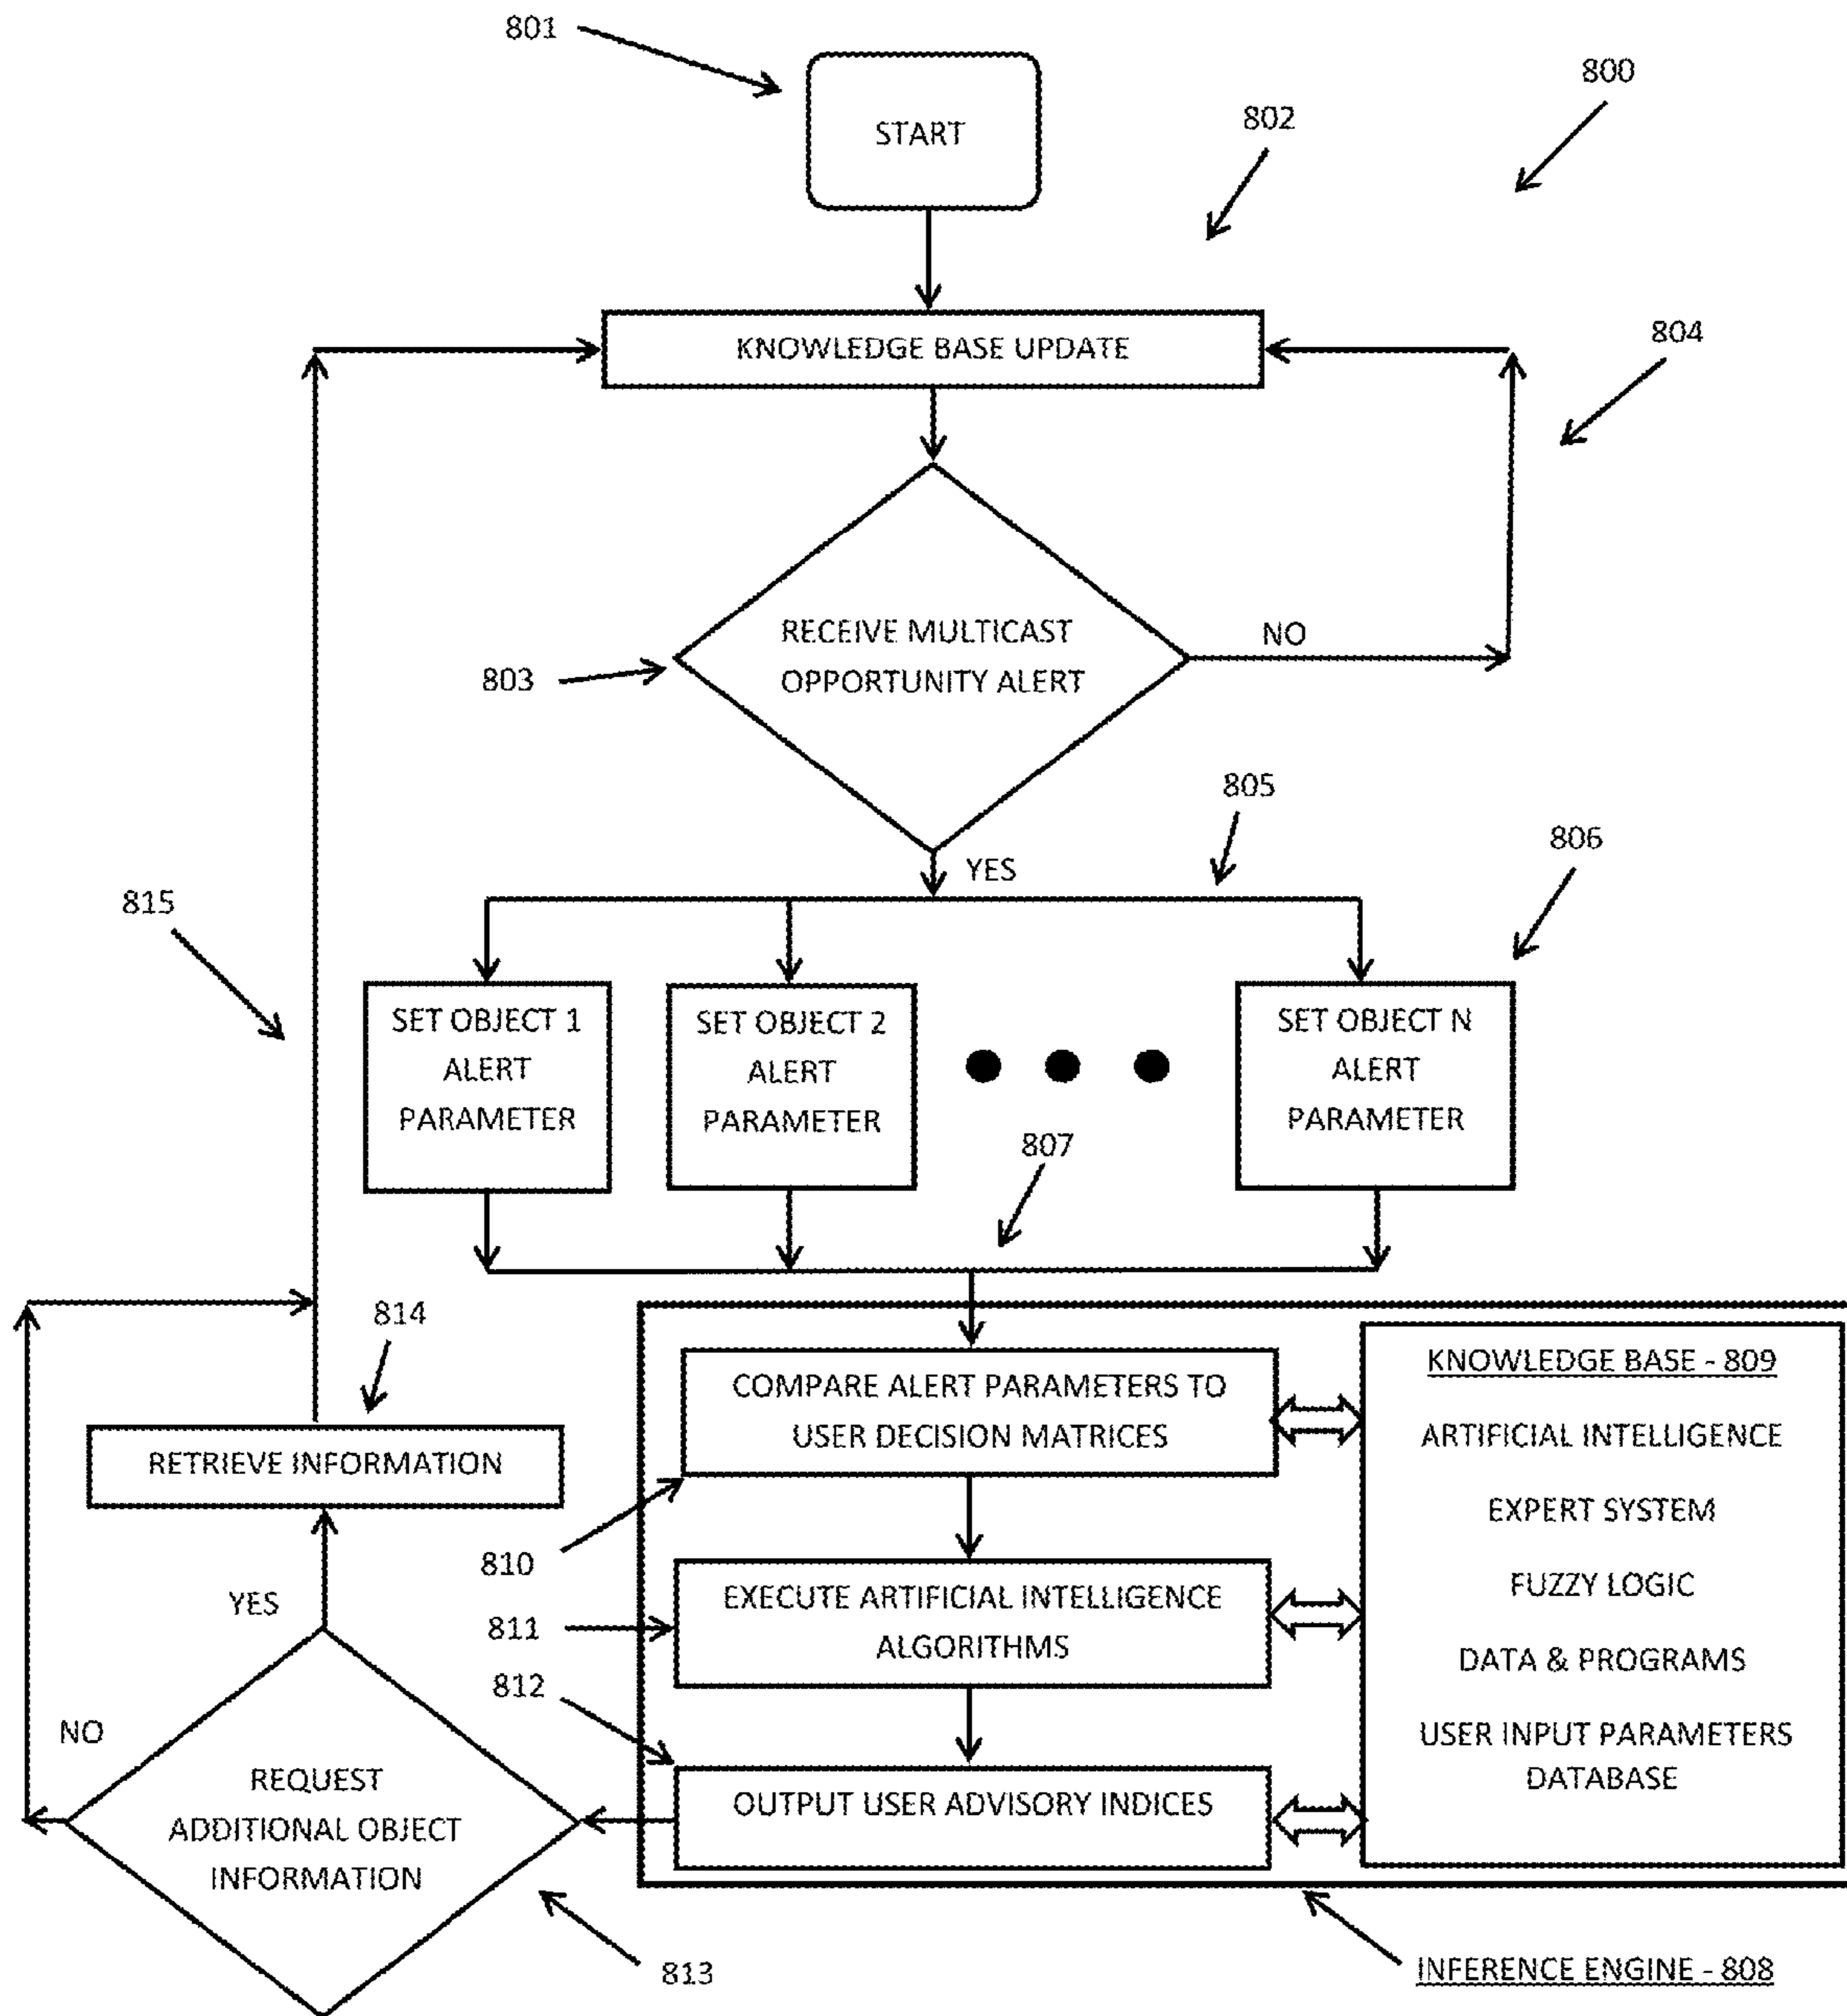 801
START
802
800
KNOWLEDGE BASE UPDATE
804
RECEIVE MULTICAST
OPPORTUNITY ALERT
NO
803
YES
805
806
815
SET OBJECT 1
ALERT
PARAMETER
SET OBJECT 2
ALERT
PARAMETER
SET OBJECT N
ALERT
PARAMETER
807
814
RETRIEVE INFORMATION
COMPARE ALERT PARAMETERS TO
USER DECISION MATRICES
810
EXECUTE ARTIFICIAL INTELLIGENCE
ALGORITHMS
811
812
OUTPUT USER ADVISORY INDICES
KNOWLEDGE BASE - 809
ARTIFICIAL INTELLIGENCE
EXPERT SYSTEM
FUZZY LOGIC
DATA & PROGRAMS
USER INPUT PARAMETERS
DATABASE
YES
NO
REQUEST
ADDITIONAL OBJECT
INFORMATION
813
INFERENCE ENGINE - 808